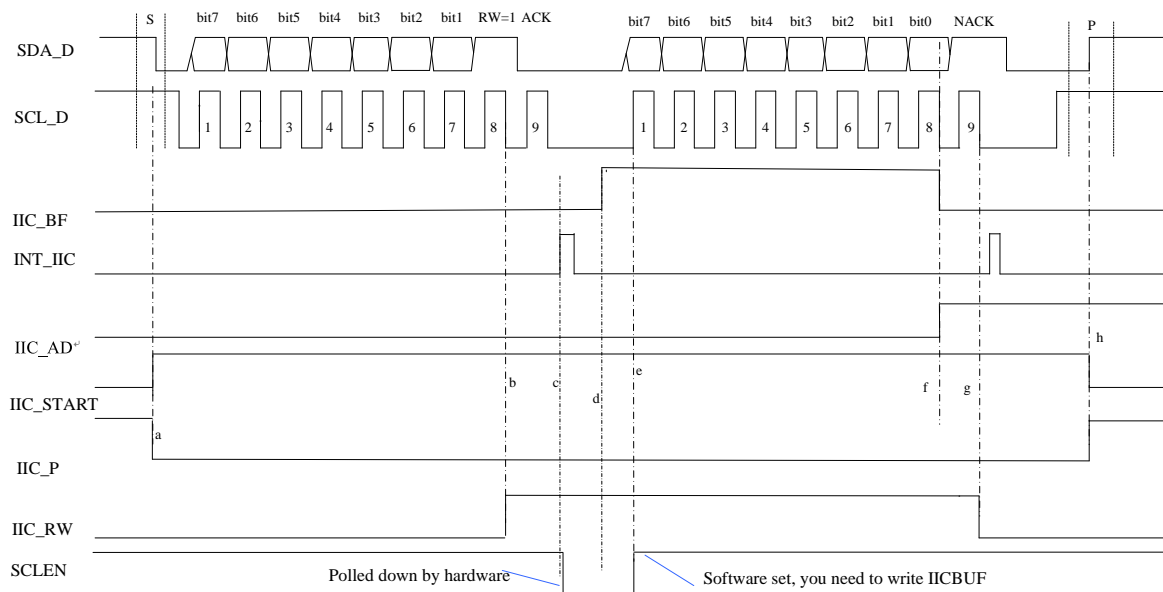 S bit7 bit6 bit5 bit4 bit3 bit2 bit1 RW=1 ACK bit7 bit6 bit5 bit4 bit3 bit2 bit1 bit0 NACK P
SDA_D
SCL_D 1 2 3 4 5 6 7 8 9 1 2 3 4 5 6 7 8 9
IIC_BF
INT_IIC
IIC_AD↵
h
b c d e f g
IIC_START
a
IIC_P
IIC_RW
SCLEN
Polled down by hardware
Software set, you need to write IICBUF